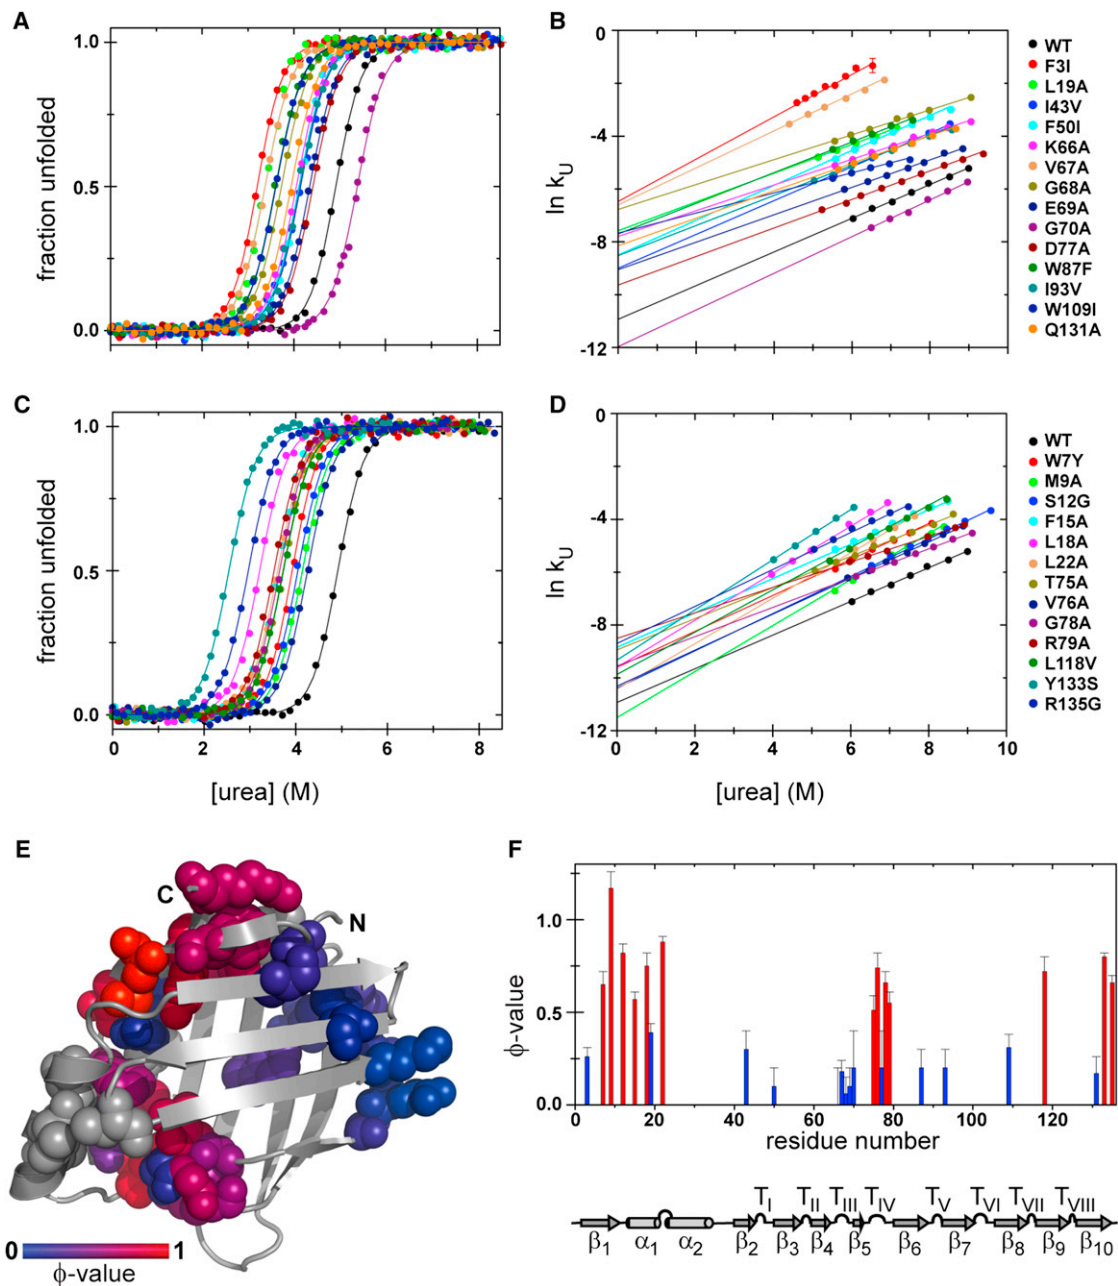 A
B
1.0
0.5
0.0
fraction unfolded
0
-4
-8
-12
ln kU
WT
F3I
L19A
I43V
F50I
K66A
V67A
G68A
E69A
G70A
D77A
W87F
I93V
W109I
Q131A
C
D
1.0
0.5
0.0
fraction unfolded
0 2 4 6 8
[urea] (M)
0
-4
-8
-12
ln kU
0 2 4 6 8 10
[urea] (M)
WT
W7Y
M9A
S12G
F15A
L18A
L22A
T75A
V76A
G78A
R79A
L118V
Y133S
R135G
E
C
N
0 1
ϕ-value
F
1.0
0.5
0.0
ϕ-value
0 20 40 60 80 100 120
residue number
TI TII TIII TIV TV TVI TVII TVIII
β1 α1 α2 β2 β3 β4 β5 β6 β7 β8 β9 β10